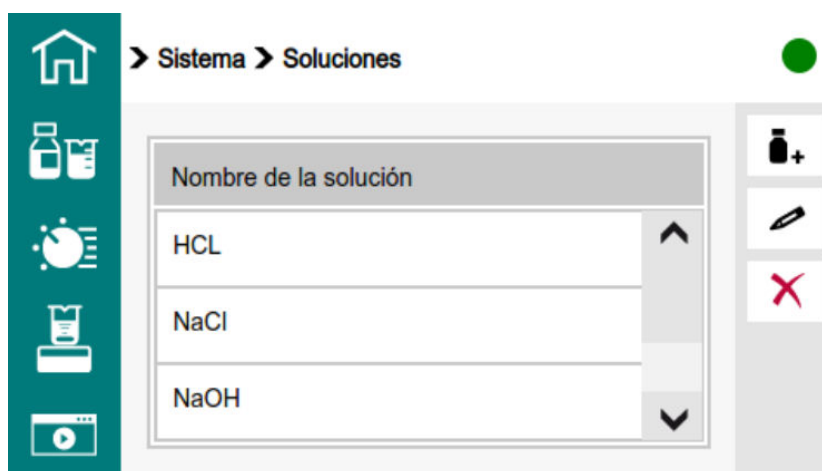 > Sistema > Soluciones
Nombre de la solución
HCL
NaCl
NaOH